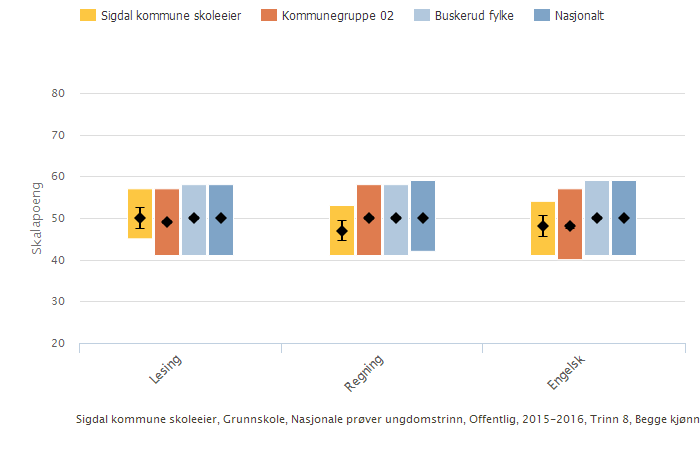 Sigdal kommune skoleeier Kommunegruppe 02 Buskerud fylke Nasjonalt
Skalapoeng
80
70
60
50
40
30
20
Lesing
Regning
Engelsk
Sigdal kommune skoleeier, Grunnskole, Nasjonale prøver ungdomstrinn, Offentlig, 2015-2016, Trinn 8, Begge kjønn